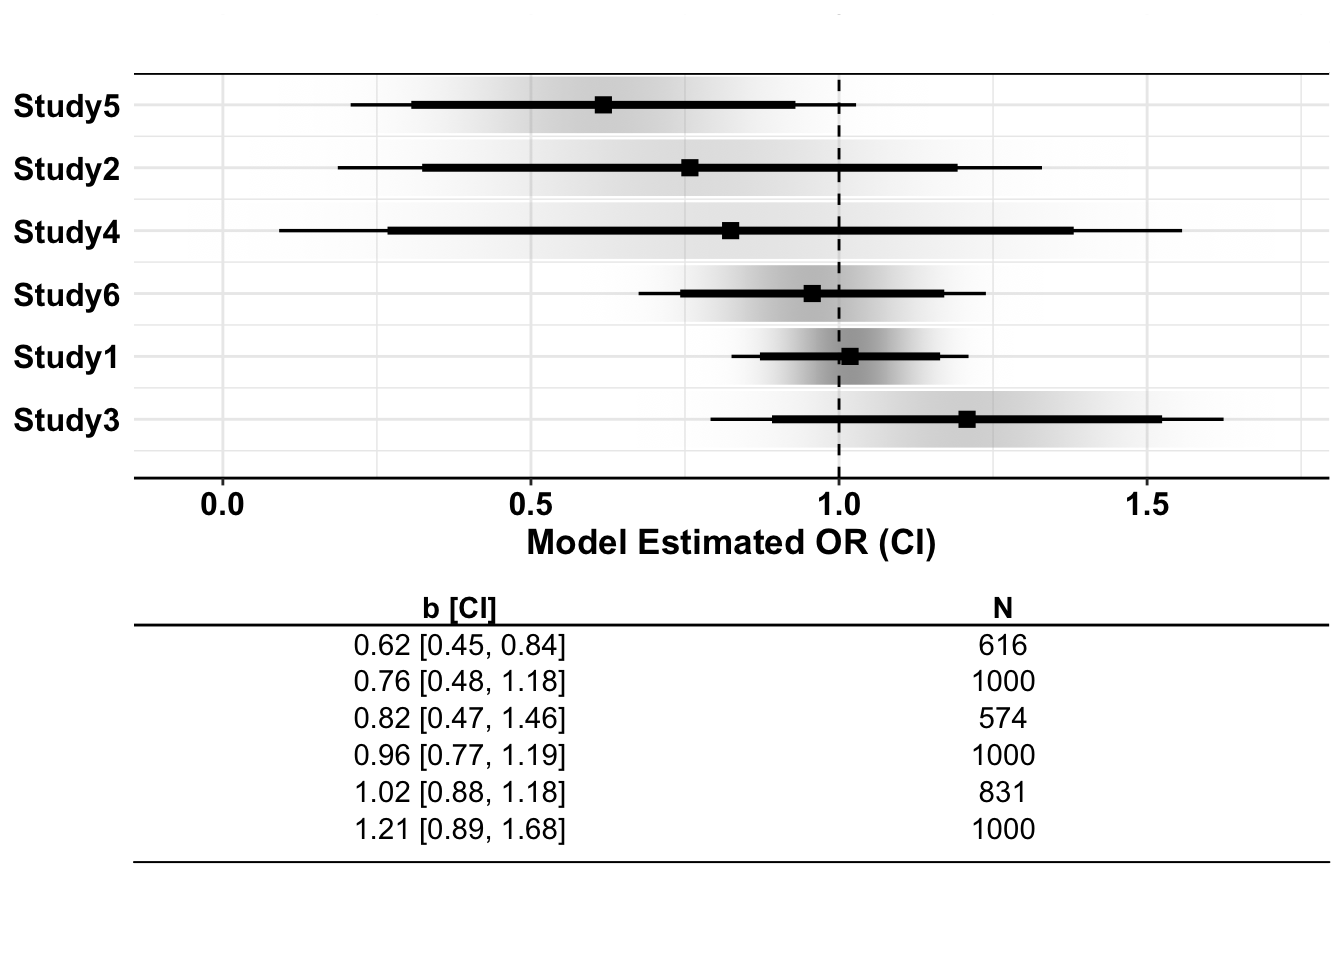 Study5
Study2
Study4
Study6
Study1
Study3
0.0 0.5 1.0 1.5
Model Estimated OR (CI)
b [CI] N
0.62 [0.45, 0.84] 616
0.76 [0.48, 1.18] 1000
0.82 [0.47, 1.46] 574
0.96 [0.77, 1.19] 1000
1.02 [0.88, 1.18] 831
1.21 [0.89, 1.68] 1000